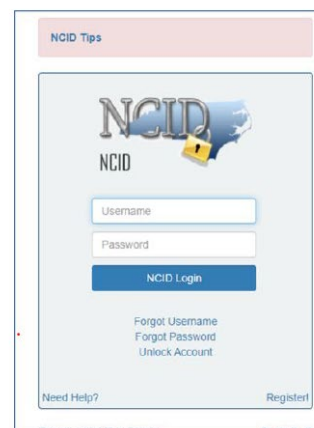 NCID Tips
NCID
NCID
Username
Password
NCID Login
Forgot Username
Forgot Password
Unlock Account
Need Help?
Register!